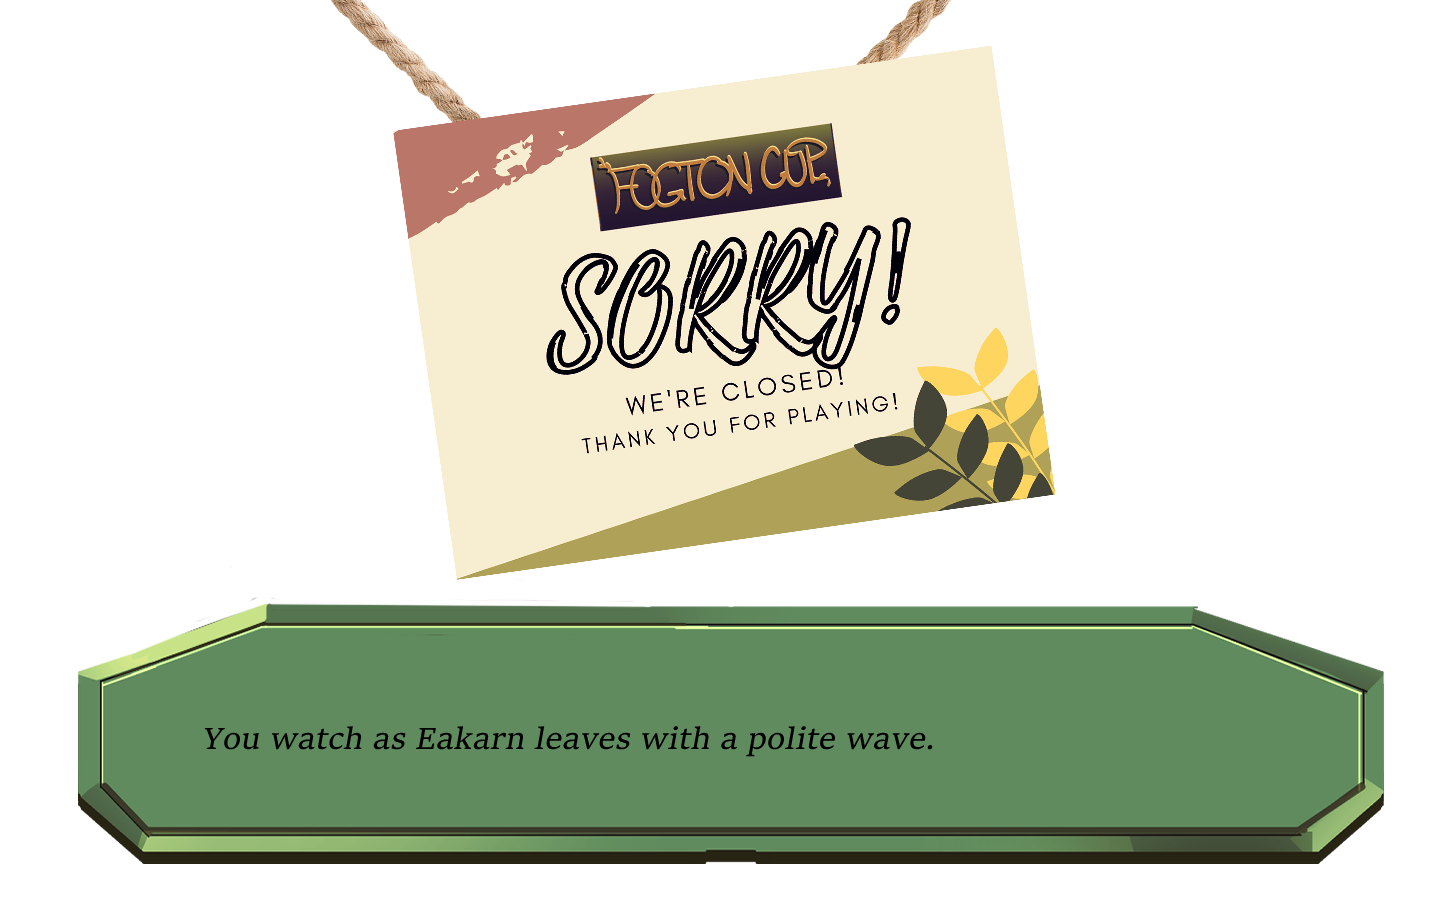 FOGTON CUP
SORRY!
WE'RE CLOSED!
THANK YOU FOR PLAYING!
You watch as Eakarn leaves with a polite wave.